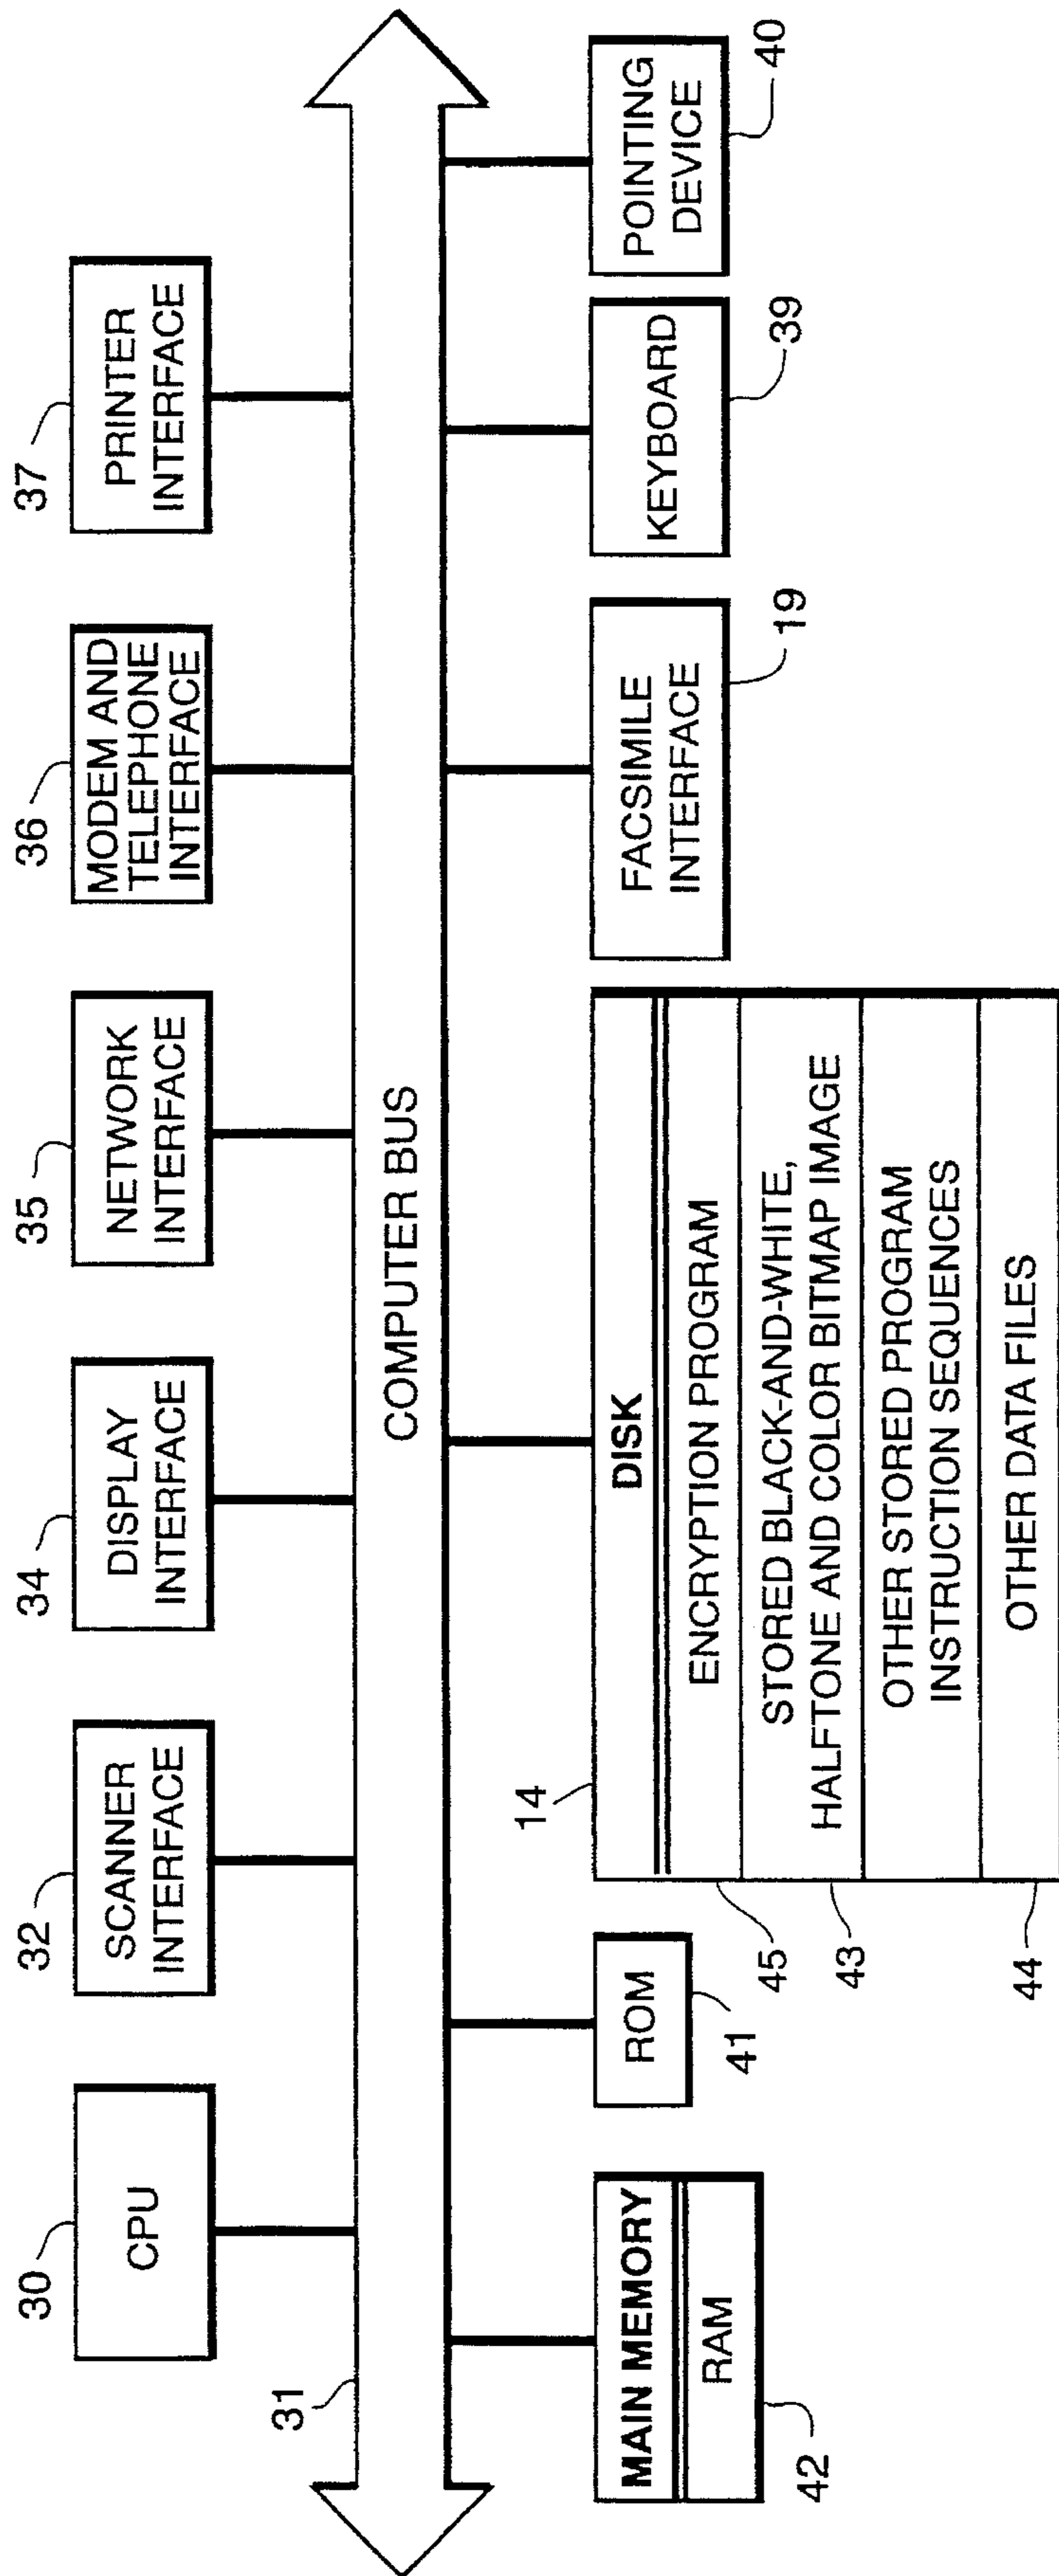 30
CPU
32
SCANNER
INTERFACE
34
DISPLAY
INTERFACE
35
NETWORK
INTERFACE
36
MODEM AND
TELEPHONE
INTERFACE
37
PRINTER
INTERFACE
31
COMPUTER BUS
MAIN MEMORY
RAM
42
ROM
41
14
DISK
ENCRYPTION PROGRAM
45
STORED BLACK-AND-WHITE,
HALFTONE AND COLOR BITMAP IMAGE
43
OTHER STORED PROGRAM
INSTRUCTION SEQUENCES
OTHER DATA FILES
44
FACSIMILE
INTERFACE
19
KEYBOARD
39
POINTING
DEVICE
40